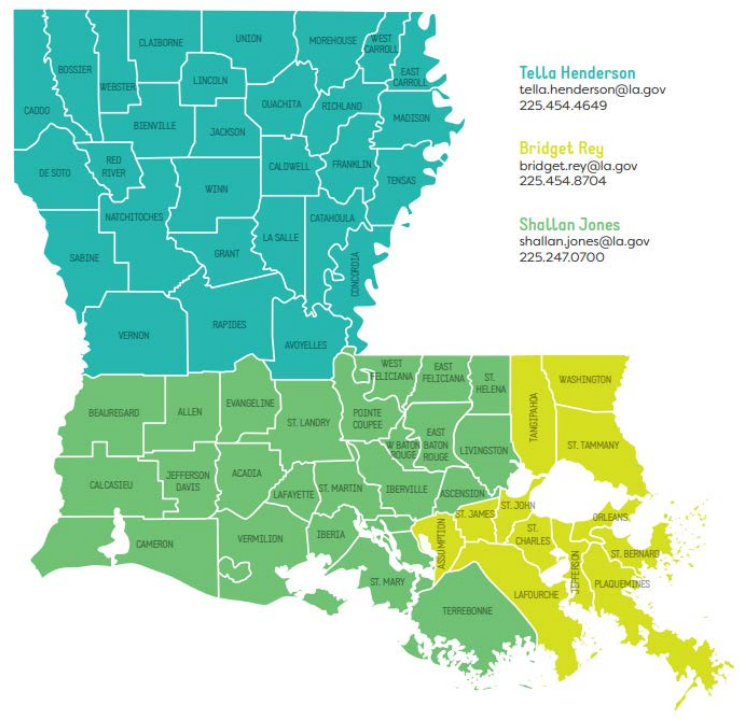 CLAIBORNE
UNION
MOREHOUSE
WEST
CARROLL
BOSSIER
WEBSTER
LINCOLN
EAST
CARROLL
CADDO
OUACHITA
RICHLAND
MADISON
BIENVILLE
JACKSON
DE SOTO
RED
RIVER
CALDWELL
FRANKLIN
TENSAS
WINN
NATCHITOCHES
CATAHOULA
LA SALLE
SABINE
GRANT
CONCORDIA
VERNON
RAPIDES
AVOYELLES
Tella Henderson
tella.henderson@la.gov
225.454.4649
Bridget Rey
bridget.rey@la.gov
225.454.8704
Shallan Jones
shallan.jones@la.gov
225.247.0700
WEST
FELICIANA
EAST
FELICIANA
ST.
HELENA
TANGIPAHOA
WASHINGTON
BEAUREGARD
ALLEN
EVANGELINE
ST. LANDRY
POINTE
COUPEE
W BATON
ROUGE
EAST
BATON
ROUGE
LIVINGSTON
ST. TAMMANY
CALCASIEU
JEFFERSON
DAVIS
ACADIA
LAFAYETTE
ST. MARTIN
IBERVILLE
ASCENSION
ST. JAMES
ST. JOHN
ST.
CHARLES
ORLEANS
CAMERON
VERMILION
IBERIA
ASSUMPTION
ST. BERNARD
JEFFERSON
PLAQUEMINES
ST. MARY
LAFOURCHE
TERREBONNE